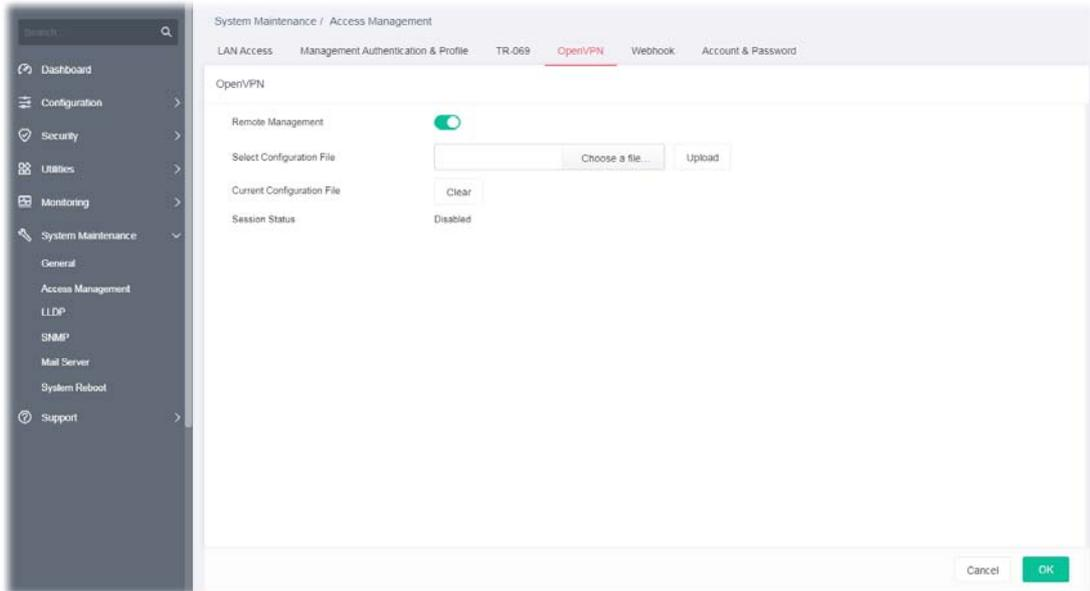 Search...
Dashboard
Configuration
Security
Utilities
Monitoring
System Maintenance
General
Access Management
LLDP
SNMP
Mail Server
System Reboot
Support
System Maintenance / Access Management
LAN Access Management Authentication & Profile TR-069 OpenVPN Webhook Account & Password
OpenVPN
Remote Management
Select Configuration File Choose a file... Upload
Current Configuration File Clear
Session Status Disabled
Cancel OK